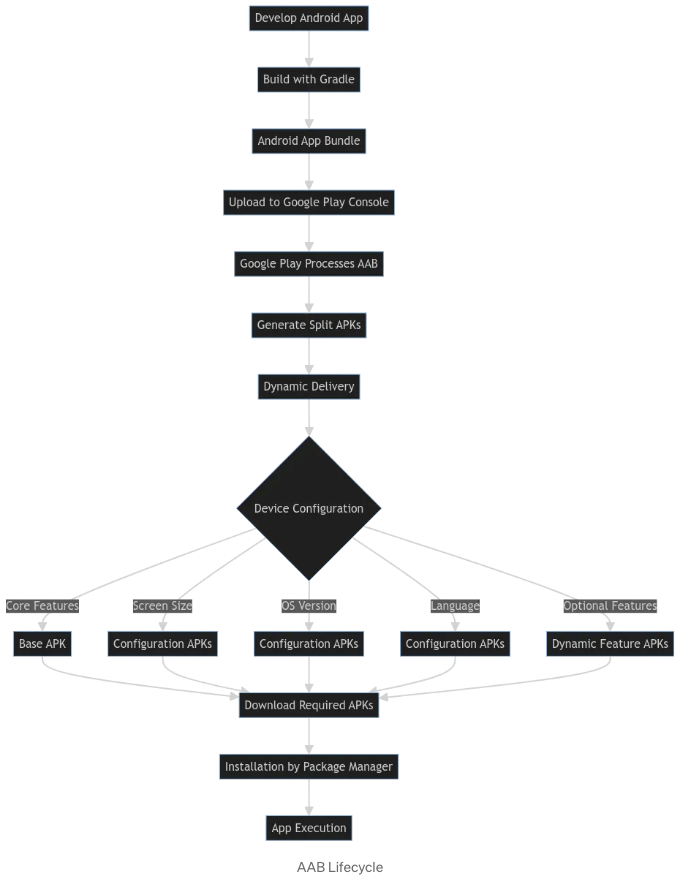 Develop Android App
Build with Gradle
Android App Bundle
Upload to Google Play Console
Google Play Processes AAB
Generate Split APKs
Dynamic Delivery
Device Configuration
Core Features
Screen Size
OS Version
Language
Optional Features
Base APK
Configuration APKs
Configuration APKs
Configuration APKs
Dynamic Feature APKs
Download Required APKs
Installation by Package Manager
App Execution
AAB Lifecycle